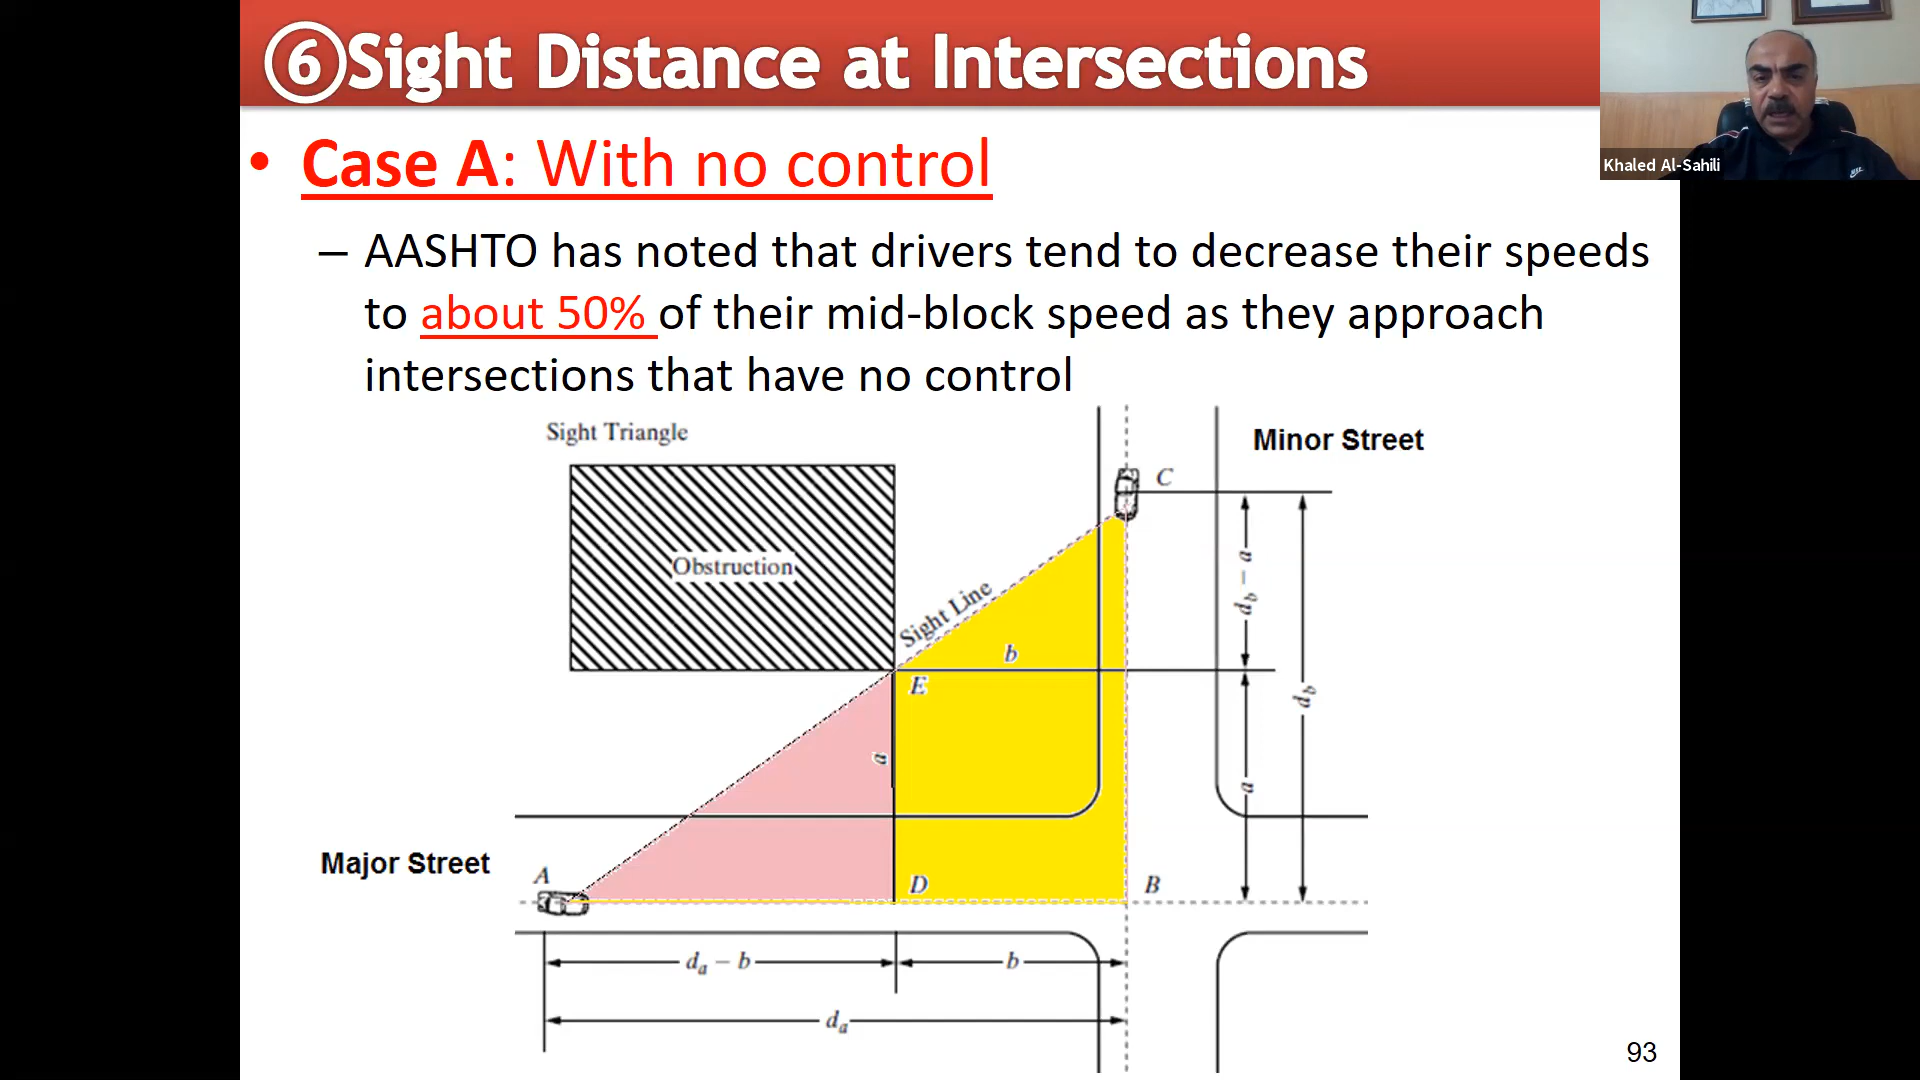 ⑥Sight Distance at Intersections
Khaled Al-Sahili
• Case A: With no control
– AASHTO has noted that drivers tend to decrease their speeds
to about 50% of their mid-block speed as they approach
intersections that have no control
Sight Triangle
Minor Street
C
Obstruction
d_b – a
Sight Line
b
E
d_b
a
a
Major Street
A
D
B
d_a – b
b
d_a
93